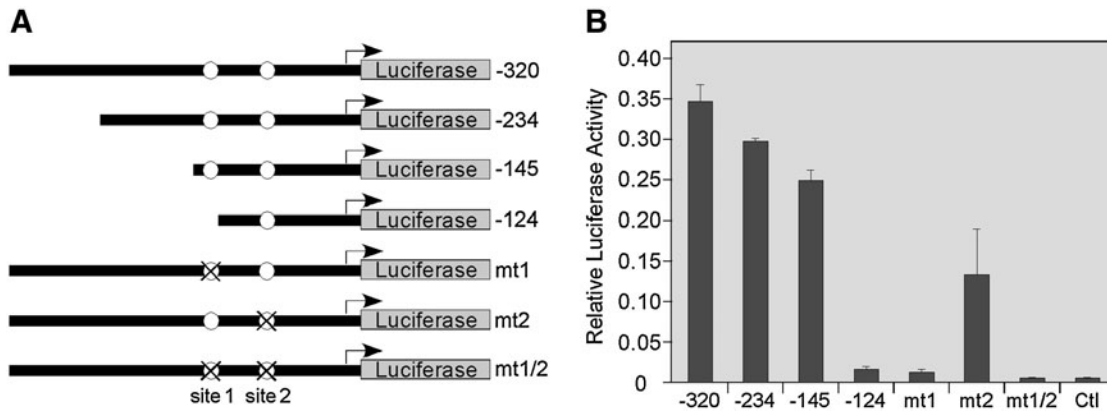 A
Luciferase -320
Luciferase -234
Luciferase -145
Luciferase -124
Luciferase mt1
Luciferase mt2
Luciferase mt1/2
site 1 site 2
B
Relative Luciferase Activity
0.40
0.35
0.30
0.25
0.20
0.15
0.10
0.05
0
-320 -234 -145 -124 mt1 mt2 mt1/2 Ctl